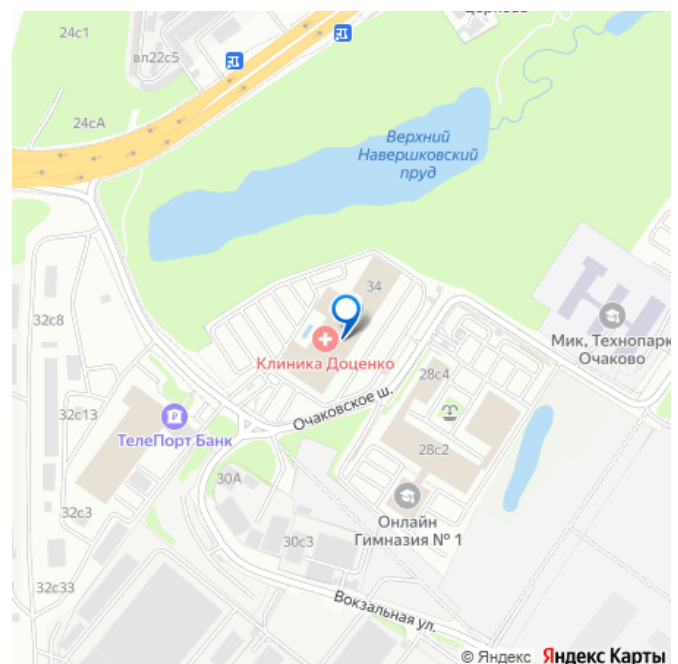 24с1
вл22с5
24сА
Верхний
Навершковский
пруд
34
32с8
Мик, Технопарк
Очаково
Клиника Доценко
28с4
Очаковское ш.
32с13
ТелеПорт Банк
28с2
30А
32с3
Онлайн
Гимназия № 1
30с3
32с33
Вокзальная ул.
© Яндекс Яндекс Карты